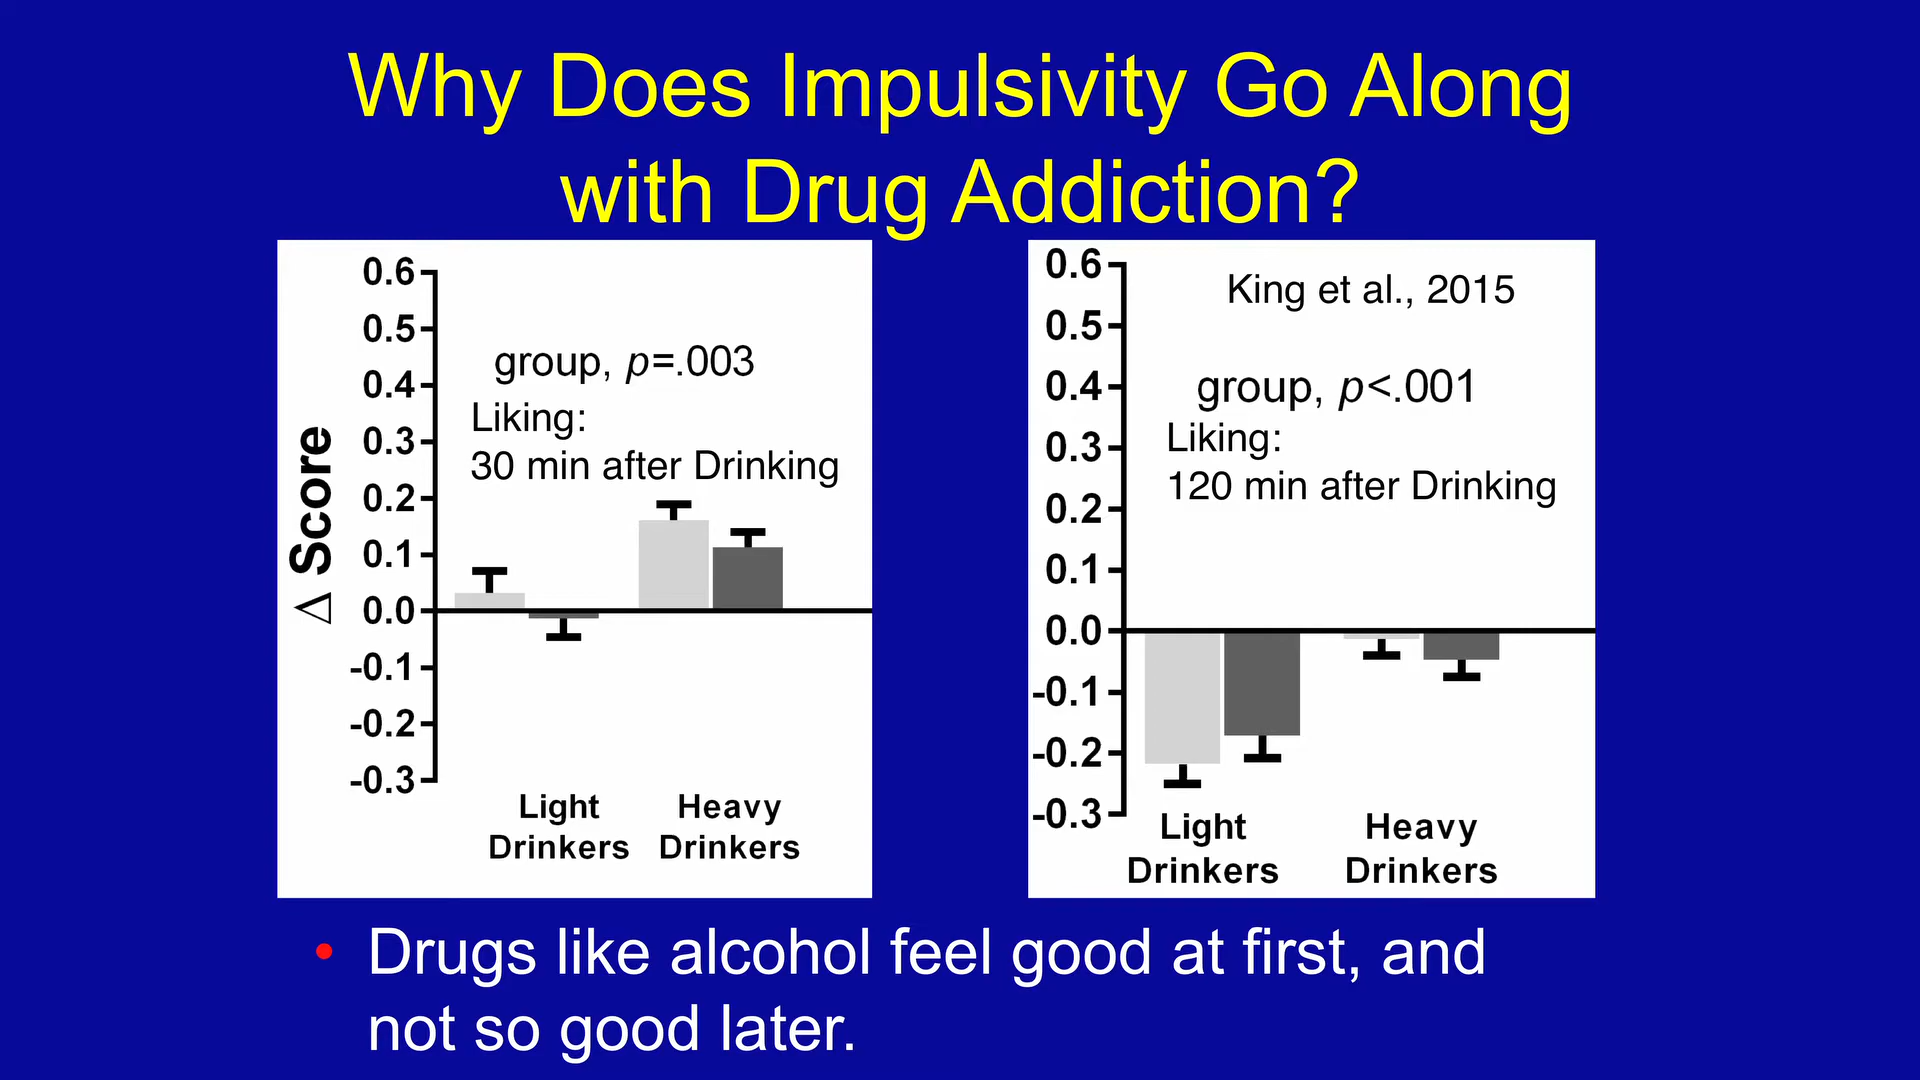 Why Does Impulsivity Go Along
with Drug Addiction?
0.6
0.5
0.4
0.3
0.2
0.1
0.0
-0.1
-0.2
-0.3
Δ Score
group, p=.003
Liking:
30 min after Drinking
Light
Drinkers
Heavy
Drinkers
0.6
0.5
0.4
0.3
0.2
0.1
0.0
-0.1
-0.2
-0.3
King et al., 2015
group, p<.001
Liking:
120 min after Drinking
Light
Drinkers
Heavy
Drinkers
• Drugs like alcohol feel good at first, and
not so good later.